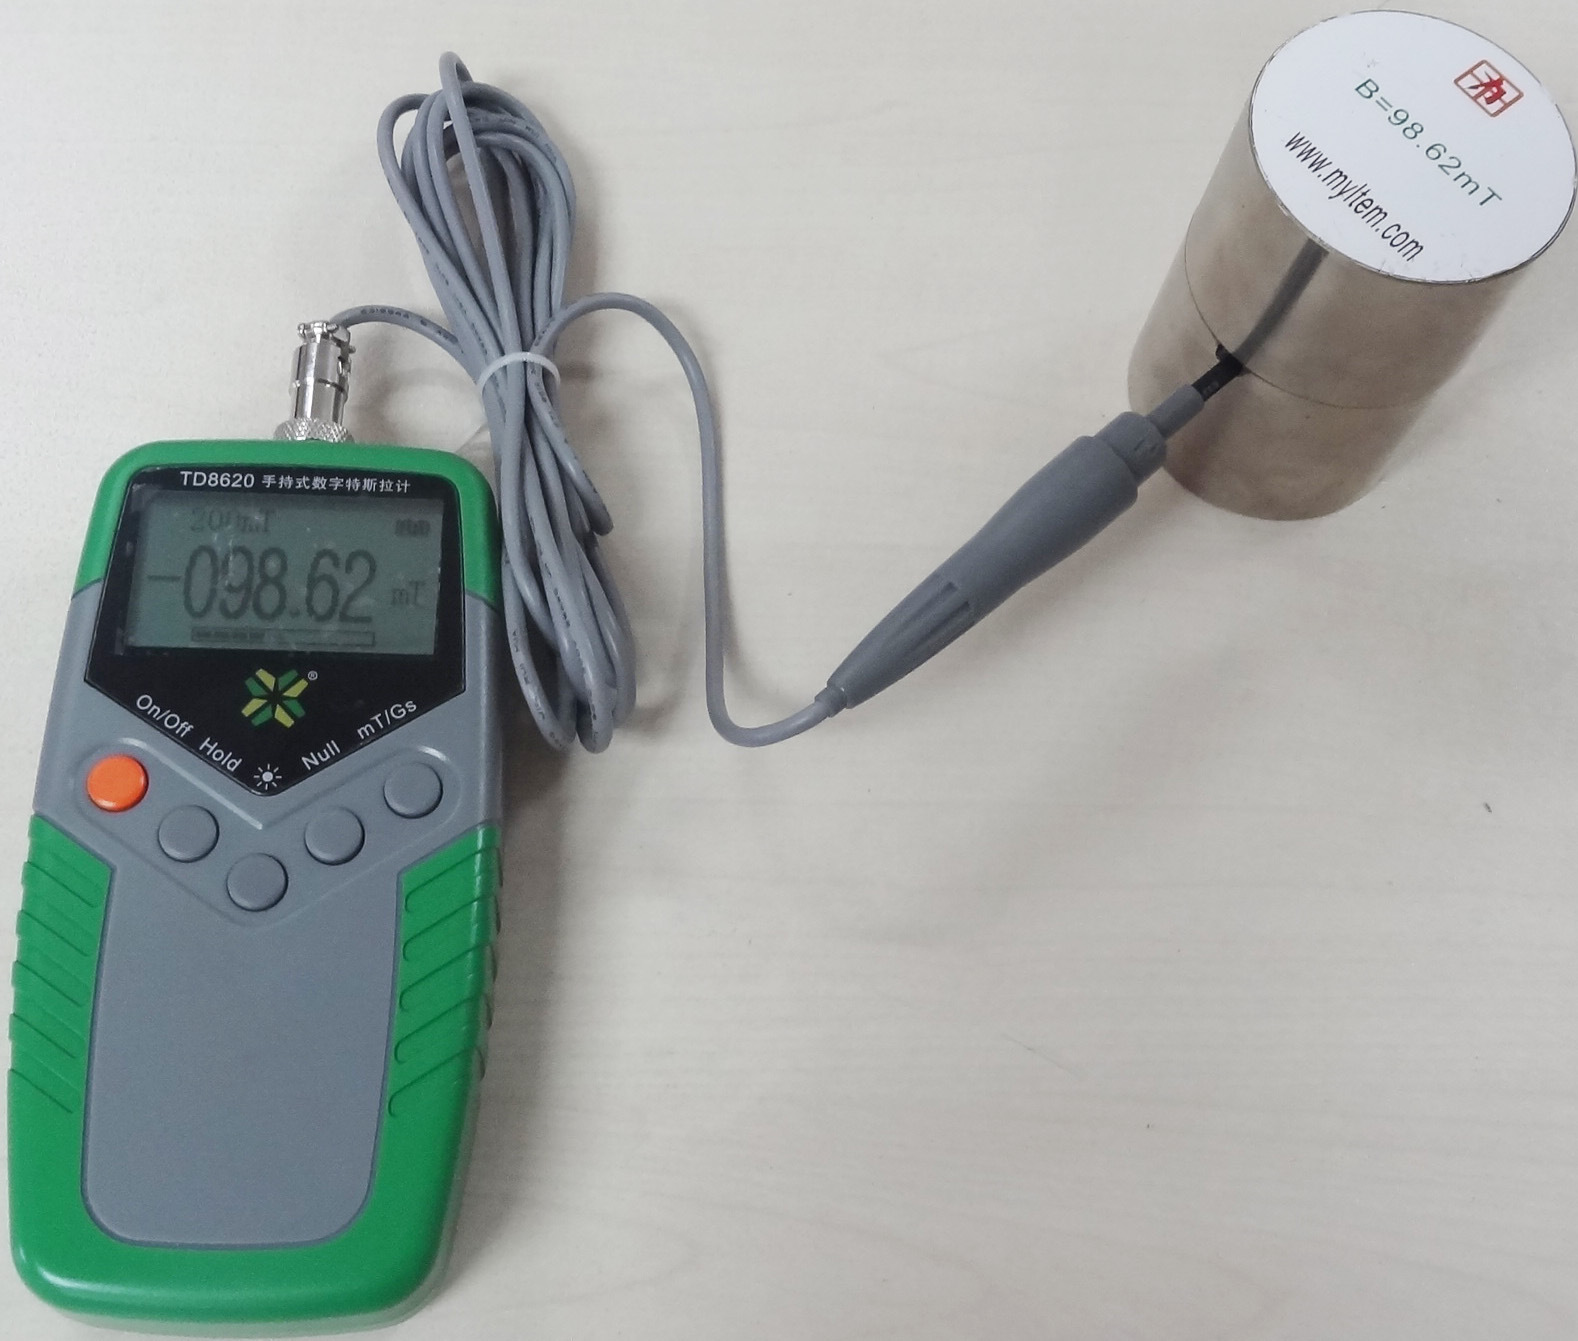 TD8620 手持式数字特斯拉计
200mT
-098.62 mT
®
On/Off Hold Null mT/Gs
B=98.62mT
www.myltem.com